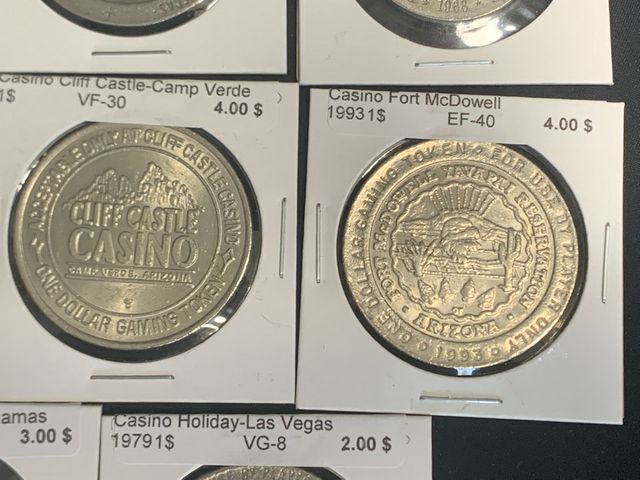 1968
Casino Cliff Castle-Camp Verde
1$ VF-30 4.00 $
ACCEPTABLE ONLY AT CLIFF CASTLE CASINO
CLIFF CASTLE
CASINO
CAMP VERDE, ARIZONA
ONE DOLLAR GAMING TOKEN
Casino Fort McDowell
19931$ EF-40 4.00 $
ONE DOLLAR GAMING TOKEN FOR USE BY PLAYER ONLY
FORT McDOWELL YAVAPAI RESERVATION
ARIZONA
1993
3.00 $
Casino Holiday-Las Vegas
19791$ VG-8 2.00 $